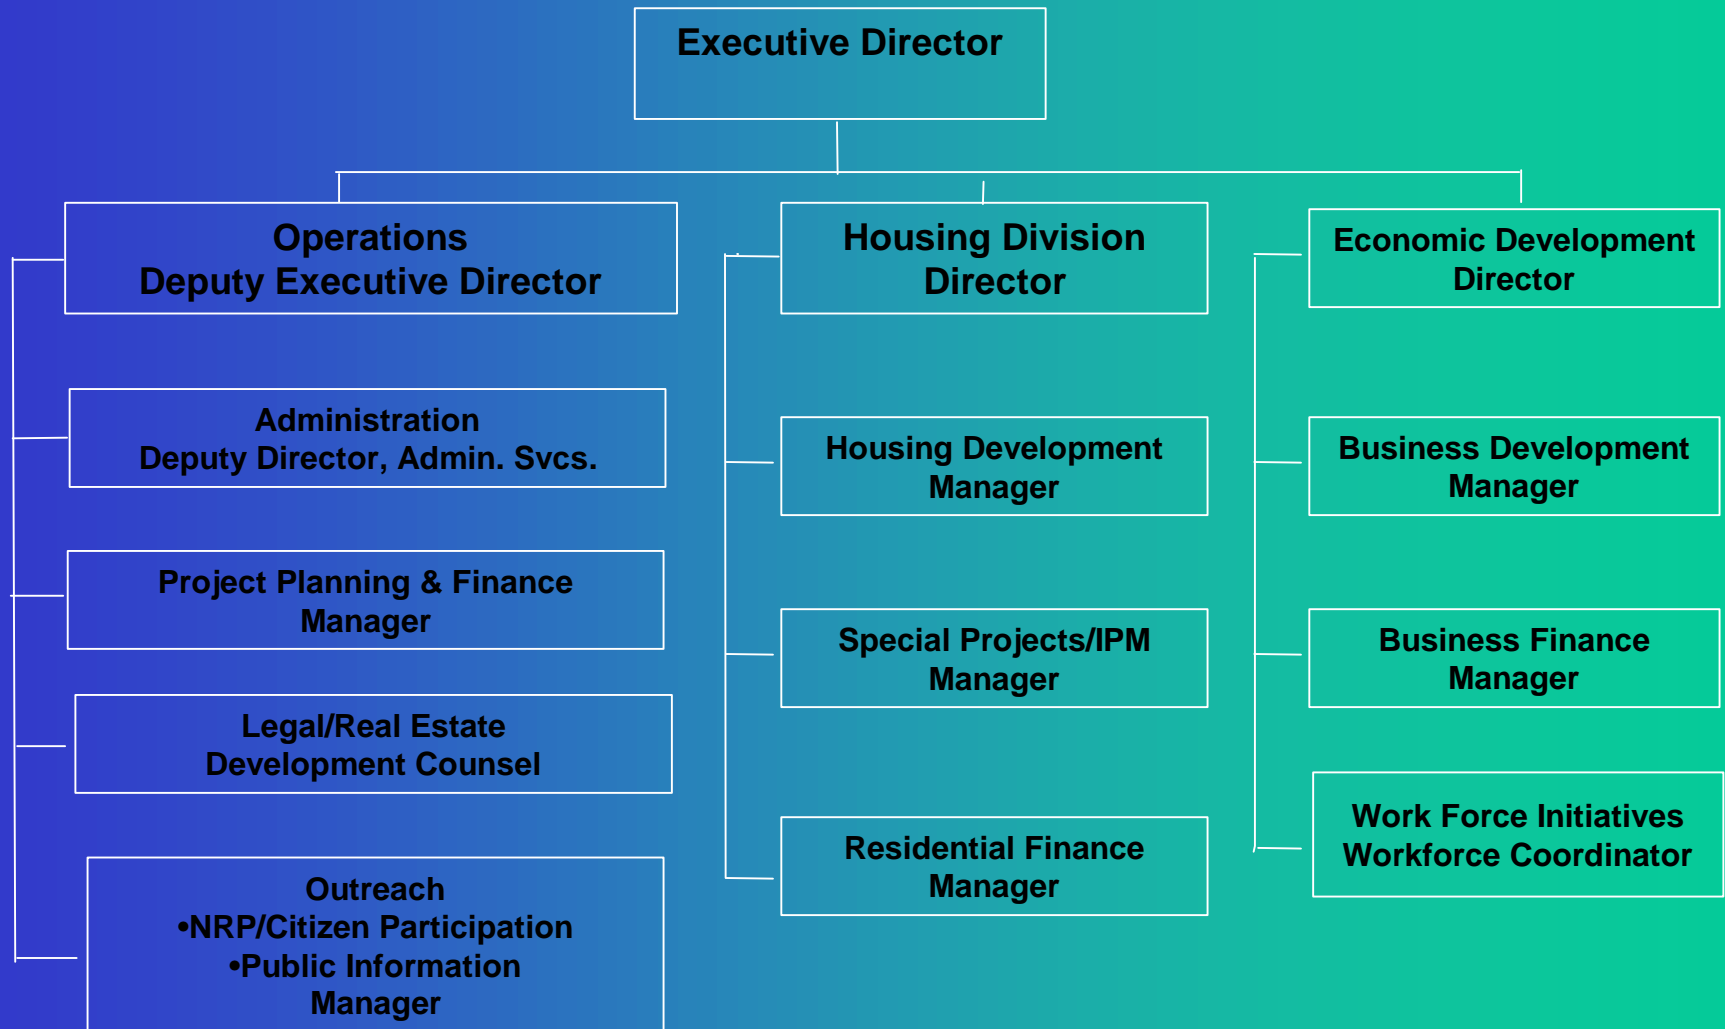 Executive Director
Operations
Deputy Executive Director
Administration
Deputy Director, Admin. Svcs.
Project Planning & Finance
Manager
Legal/Real Estate
Development Counsel
Outreach
•NRP/Citizen Participation
•Public Information
Manager
Housing Division
Director
Housing Development
Manager
Special Projects/IPM
Manager
Residential Finance
Manager
Economic Development
Director
Business Development
Manager
Business Finance
Manager
Work Force Initiatives
Workforce Coordinator